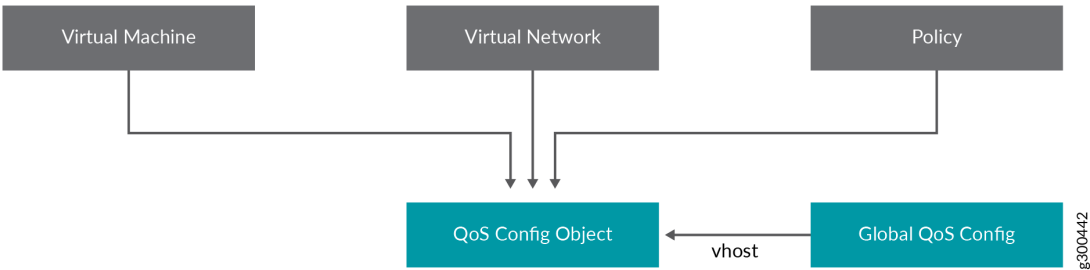 Virtual Machine
Virtual Network
Policy
QoS Config Object
vhost
Global QoS Config
g300442